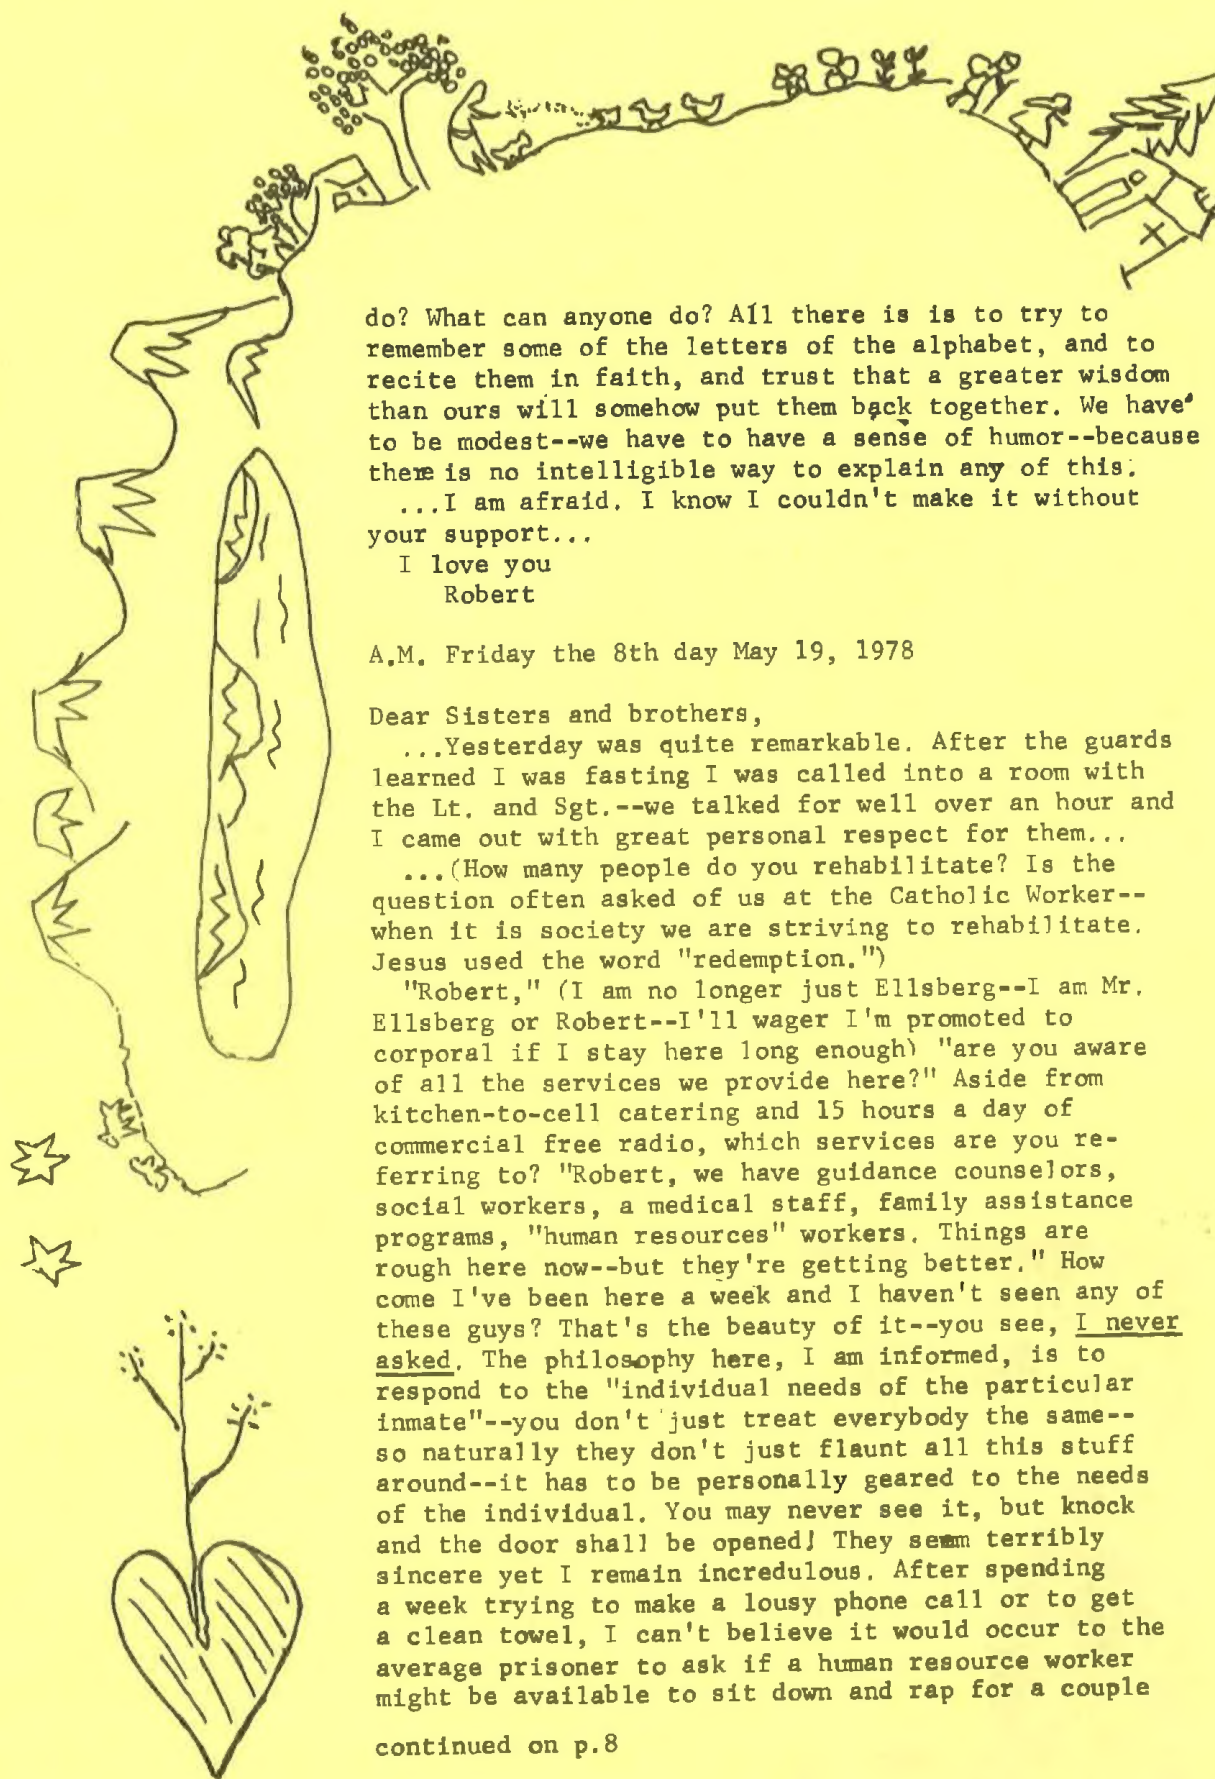 do? What can anyone do? All there is is to try to
remember some of the letters of the alphabet, and to
recite them in faith, and trust that a greater wisdom
than ours will somehow put them back together. We have
to be modest--we have to have a sense of humor--because
there is no intelligible way to explain any of this.
...I am afraid. I know I couldn't make it without
your support...
I love you
Robert
A.M. Friday the 8th day May 19, 1978
Dear Sisters and brothers,
...Yesterday was quite remarkable. After the guards
learned I was fasting I was called into a room with
the Lt. and Sgt.--we talked for well over an hour and
I came out with great personal respect for them...
...(How many people do you rehabilitate? Is the
question often asked of us at the Catholic Worker--
when it is society we are striving to rehabilitate.
Jesus used the word "redemption.")
"Robert," (I am no longer just Ellsberg--I am Mr.
Ellsberg or Robert--I'll wager I'm promoted to
corporal if I stay here long enough) "are you aware
of all the services we provide here?" Aside from
kitchen-to-cell catering and 15 hours a day of
commercial free radio, which services are you re-
ferring to? "Robert, we have guidance counselors,
social workers, a medical staff, family assistance
programs, "human resources" workers. Things are
rough here now--but they're getting better." How
come I've been here a week and I haven't seen any of
these guys? That's the beauty of it--you see, I never
asked. The philosophy here, I am informed, is to
respond to the "individual needs of the particular
inmate"--you don't just treat everybody the same--
so naturally they don't just flaunt all this stuff
around--it has to be personally geared to the needs
of the individual. You may never see it, but knock
and the door shall be opened! They seem terribly
sincere yet I remain incredulous. After spending
a week trying to make a lousy phone call or to get
a clean towel, I can't believe it would occur to the
average prisoner to ask if a human resource worker
might be available to sit down and rap for a couple
continued on p.8